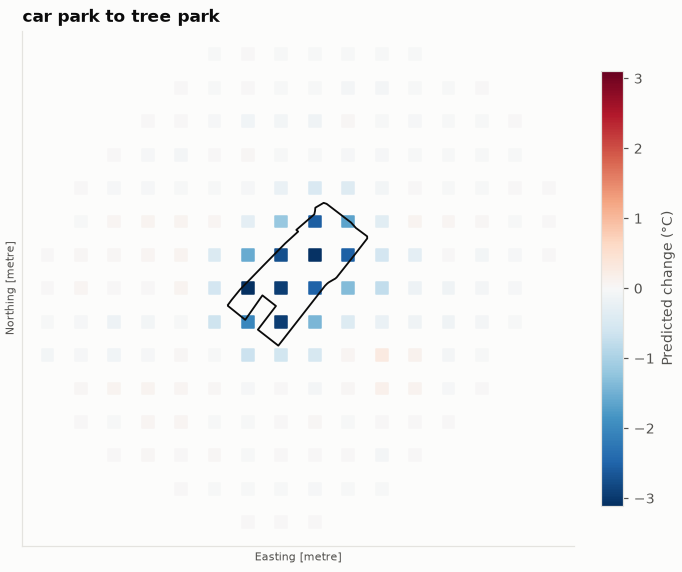 car park to tree park
Northing [metre]
Easting [metre]
3
2
1
0
−1
−2
−3
Predicted change (°C)